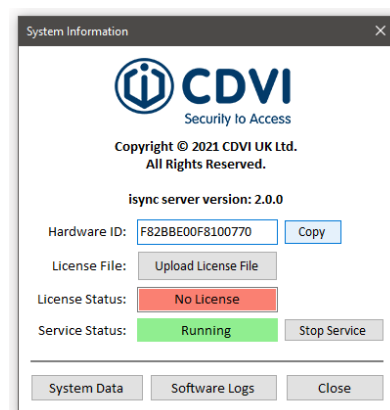 System Information
CDVI
Security to Access
Copyright © 2021 CDVI UK Ltd.
All Rights Reserved.
isync server version: 2.0.0
Hardware ID: F82BBE00F8100770 Copy
License File: Upload License File
License Status: No License
Service Status: Running Stop Service
System Data Software Logs Close